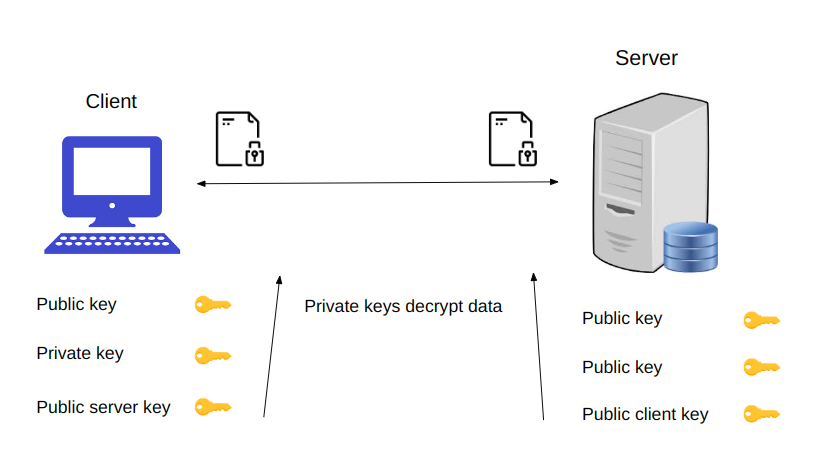 Server
Client
Public key
Private key
Public server key
Private keys decrypt data
Public key
Public key
Public client key